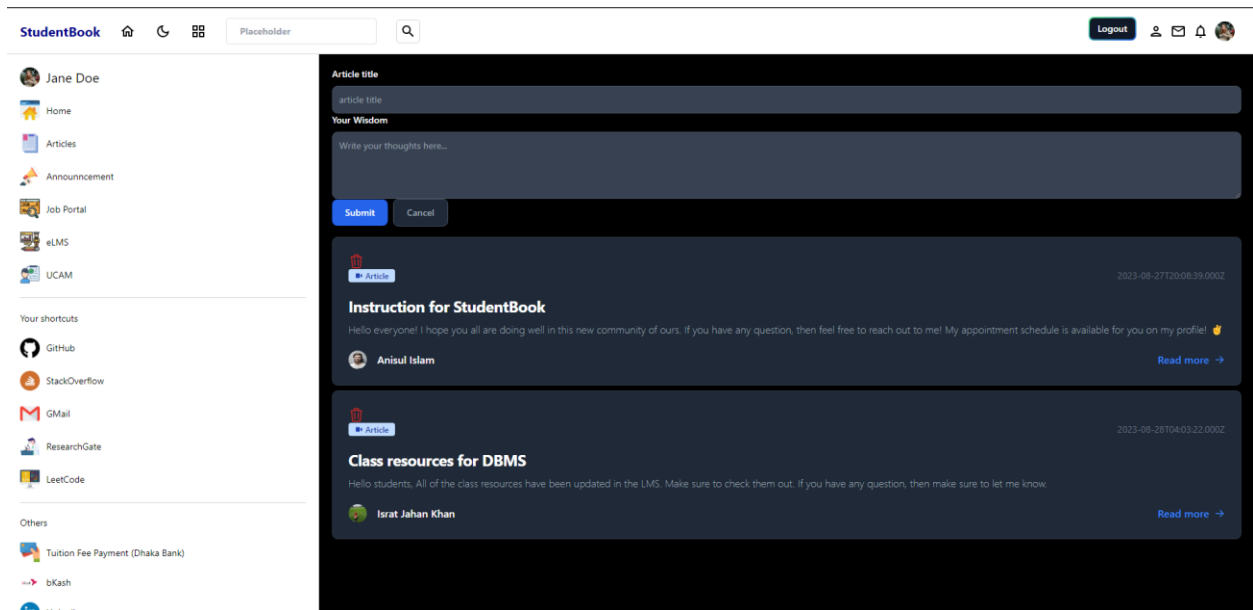 StudentBook
Placeholder
Logout
Jane Doe
Home
Articles
Announncement
Job Portal
eLMS
UCAM
Your shortcuts
GitHub
StackOverflow
GMail
ResearchGate
LeetCode
Others
Tuition Fee Payment (Dhaka Bank)
bKash
Article title
article title
Your Wisdom
Write your thoughts here...
Submit
Cancel
Article
2023-08-27T20:08:39.000Z
Instruction for StudentBook
Hello everyone! I hope you all are doing well in this new community of ours. If you have any question, then feel free to reach out to me! My appointment schedule is available for you on my profile! ✌
Anisul Islam
Read more →
Article
2023-08-28T04:03:22.000Z
Class resources for DBMS
Hello students, All of the class resources have been updated in the LMS. Make sure to check them out. If you have any question, then make sure to let me know.
Israt Jahan Khan
Read more →